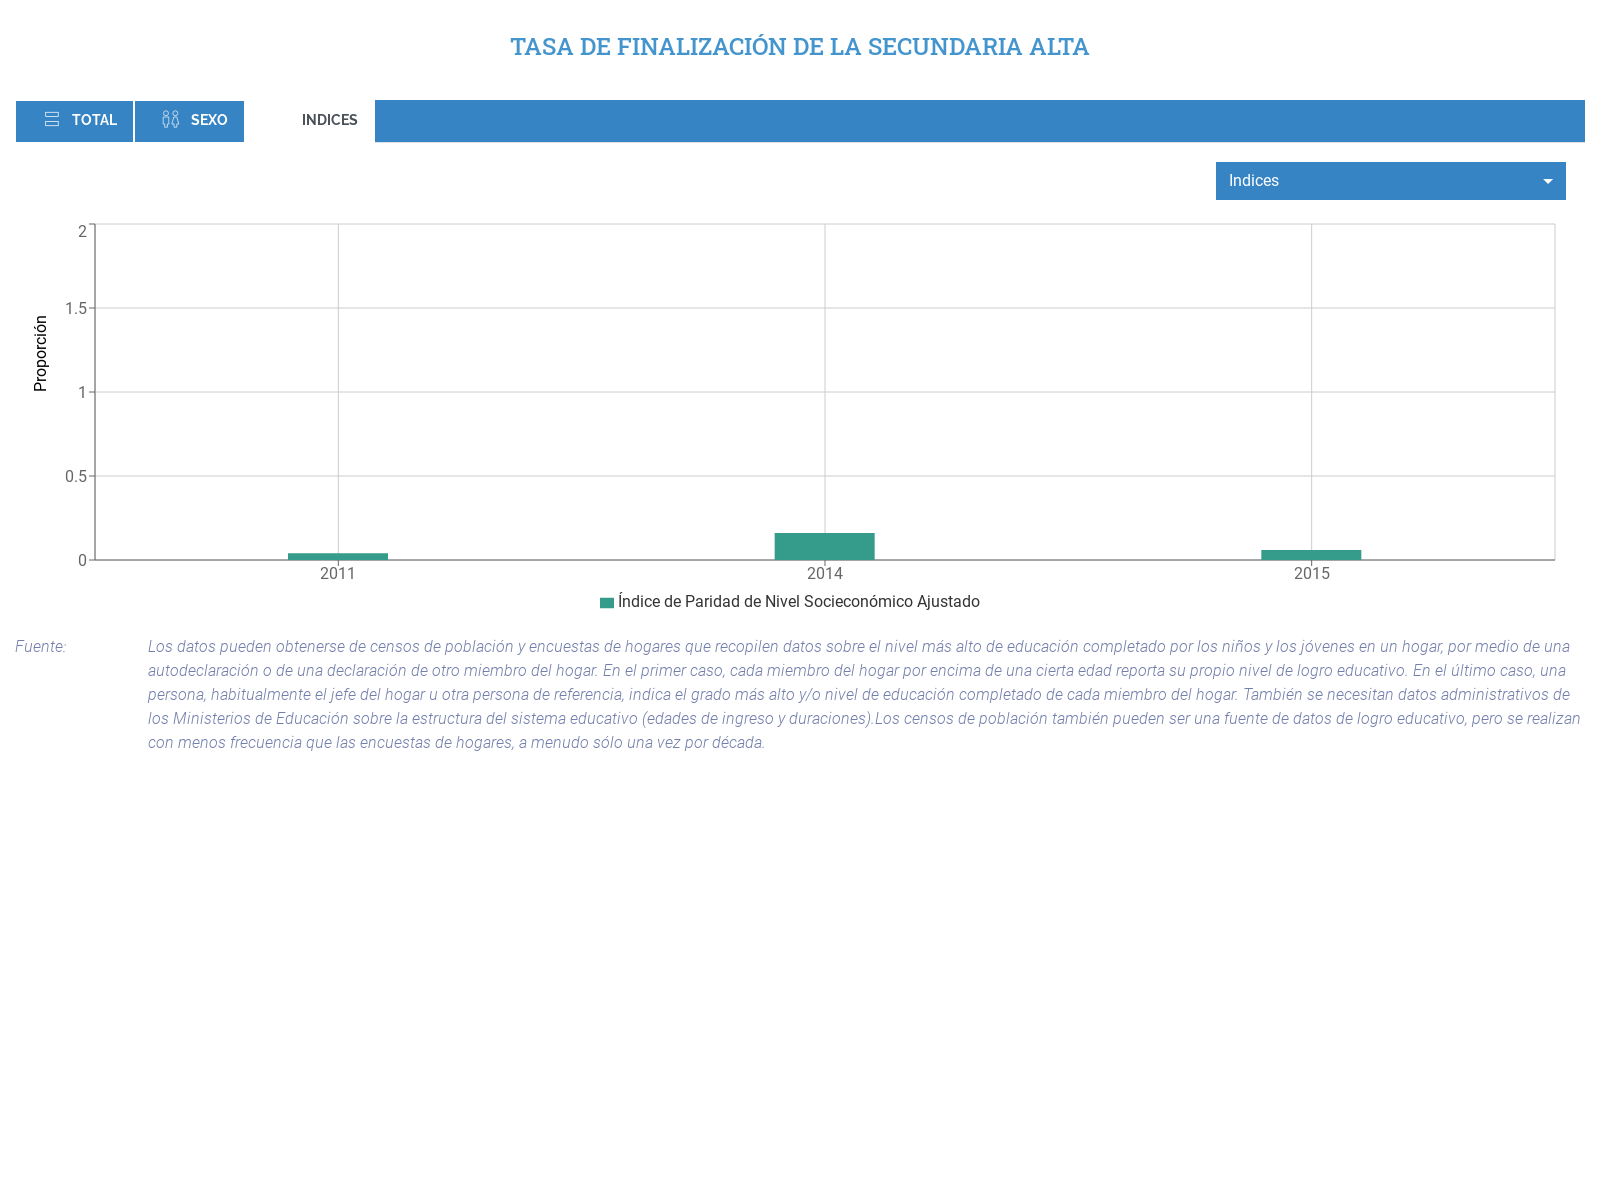 TASA DE FINALIZACIÓN DE LA SECUNDARIA ALTA
TOTAL SEXO INDICES
Indices
2
1.5
1
0.5
0
Proporción
2011 2014 2015
Índice de Paridad de Nivel Socieconómico Ajustado
Fuente: Los datos pueden obtenerse de censos de población y encuestas de hogares que recopilen datos sobre el nivel más alto de educación completado por los niños y los jóvenes en un hogar, por medio de una
autodeclaración o de una declaración de otro miembro del hogar. En el primer caso, cada miembro del hogar por encima de una cierta edad reporta su propio nivel de logro educativo. En el último caso, una
persona, habitualmente el jefe del hogar u otra persona de referencia, indica el grado más alto y/o nivel de educación completado de cada miembro del hogar. También se necesitan datos administrativos de
los Ministerios de Educación sobre la estructura del sistema educativo (edades de ingreso y duraciones).Los censos de población también pueden ser una fuente de datos de logro educativo, pero se realizan
con menos frecuencia que las encuestas de hogares, a menudo sólo una vez por década.